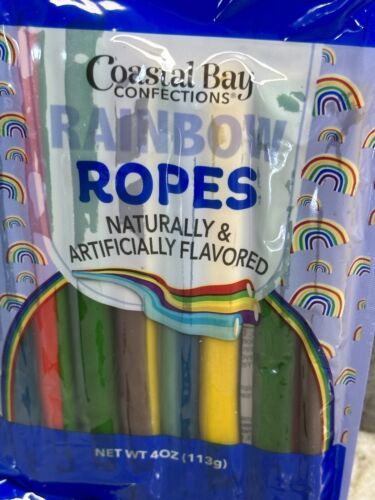 Coastal Bay
CONFECTIONS®
RAINBOW
ROPES
NATURALLY &
ARTIFICIALLY FLAVORED
NET WT 4OZ (113g)